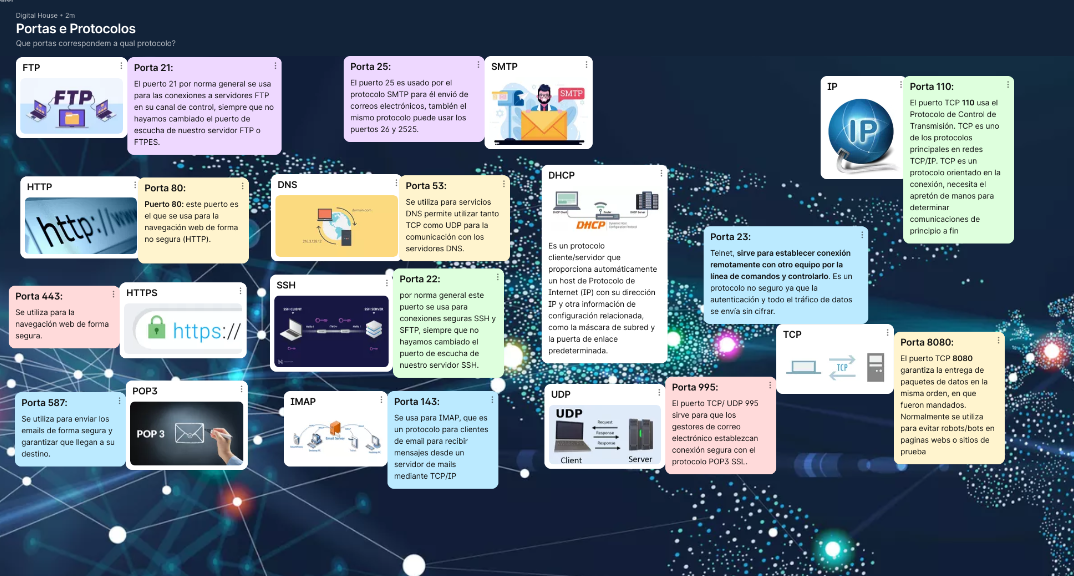 Digital House • 2m
Portas e Protocolos
Que portas correspondem a qual protocolo?
FTP
FTP
Porta 21:
El puerto 21 por norma general se usa
para las conexiones a servidores FTP
en su canal de control, siempre que no
hayamos cambiado el puerto de
escucha de nuestro servidor FTP o
FTPES.
Porta 25:
El puerto 25 es usado por el
protocolo SMTP para él envió de
correos electrónicos, también el
mismo protocolo puede usar los
puertos 26 y 2525.
SMTP
SMTP
IP
IP
Porta 110:
El puerto TCP 110 usa el
Protocolo de Control de
Transmisión. TCP es uno
de los protocolos
principales en redes
TCP/IP. TCP es un
protocolo orientado en la
conexión, necesita el
apretón de manos para
determinar
comunicaciones de
principio a fin
HTTP
http://ww
Porta 80:
Puerto 80: este puerto es
el que se usa para la
navegación web de forma
no segura (HTTP).
DNS
Porta 53:
Se utiliza para servicios
DNS permite utilizar tanto
TCP como UDP para la
comunicación con los
servidores DNS.
DHCP
DHCP
Es un protocolo
cliente/servidor que
proporciona automáticamente
un host de Protocolo de
Internet (IP) con su dirección
IP y otra información de
configuración relacionada,
como la máscara de subred y
la puerta de enlace
predeterminada.
Porta 23:
Telnet, sirve para establecer conexión
remotamente con otro equipo por la
línea de comandos y controlarlo. Es un
protocolo no seguro ya que la
autenticación y todo el tráfico de datos
se envía sin cifrar.
Porta 443:
Se utiliza para la
navegación web de forma
segura.
HTTPS
https://
SSH
Porta 22:
por norma general este
puerto se usa para
conexiones seguras SSH y
SFTP, siempre que no
hayamos cambiado el
puerto de escucha de
nuestro servidor SSH.
TCP
TCP
Porta 8080:
El puerto TCP 8080
garantiza la entrega de
paquetes de datos en la
misma orden, en que
fueron mandados.
Normalmente se utiliza
para evitar robots/bots en
paginas webs o sitios de
prueba
Porta 587:
Se utiliza para enviar los
emails de forma segura y
garantizar que llegan a su
destino.
POP3
POP 3
IMAP
Porta 143:
Se usa para IMAP, que es
un protocolo para clientes
de email para recibir
mensajes desde un
servidor de mails
mediante TCP/IP
UDP
UDP
Request
Response
Response
Client
Server
Porta 995:
El puerto TCP/ UDP 995
sirve para que los
gestores de correo
electrónico establezcan
conexión segura con el
protocolo POP3 SSL.